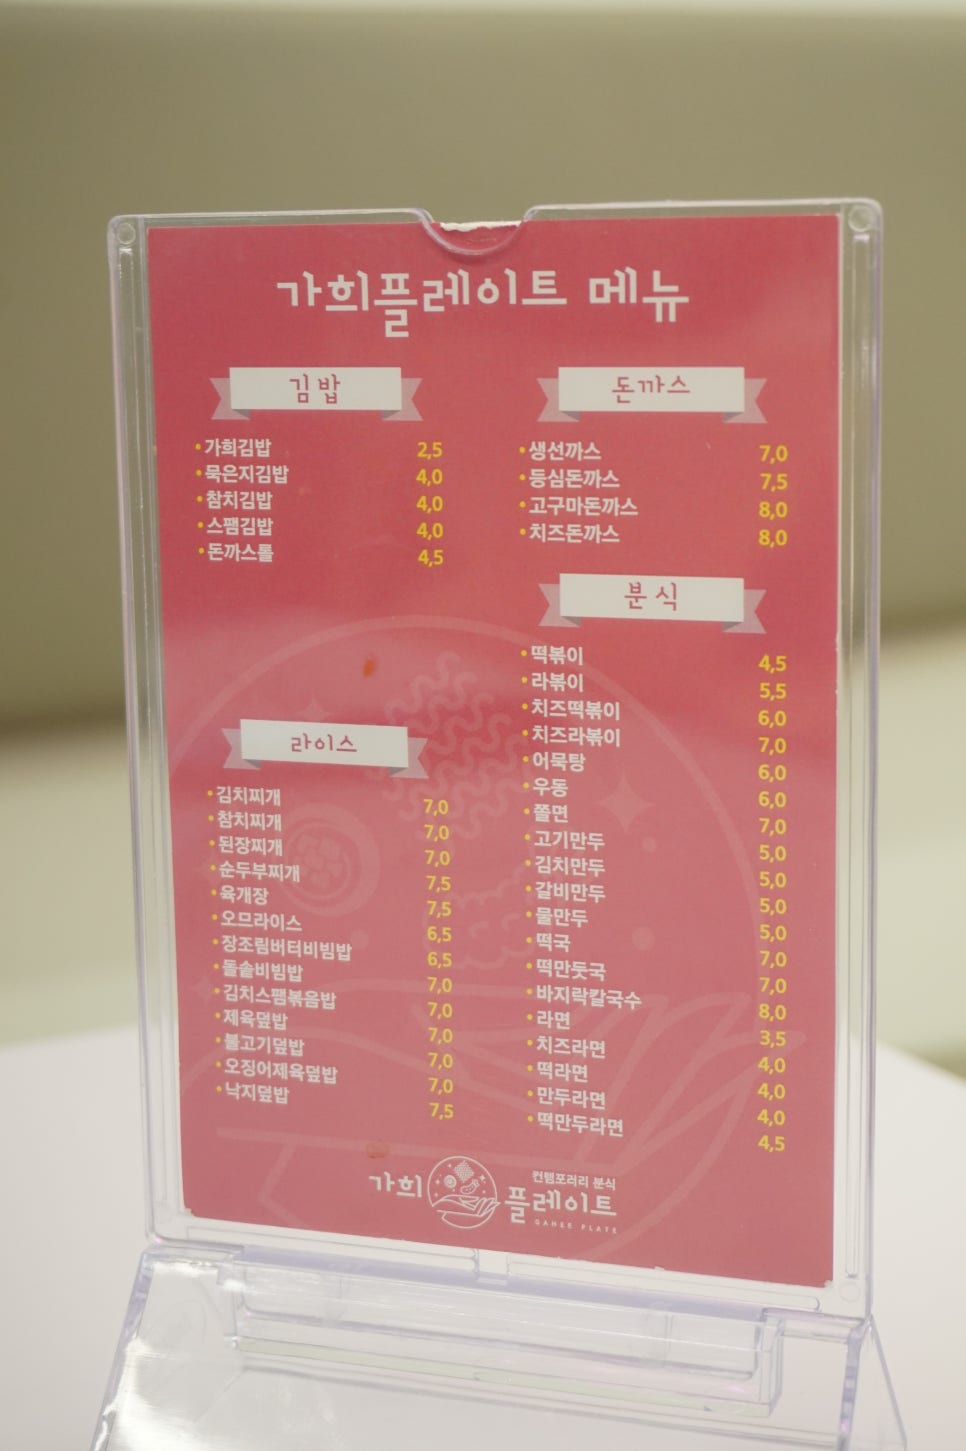 가희플레이트 메뉴
김밥
•가희김밥 2,5
•묵은지김밥 4,0
•참치김밥 4,0
•스팸김밥 4,0
•돈까스롤 4,5
라이스
•김치찌개 7,0
•참치찌개 7,0
•된장찌개 7,0
•순두부찌개 7,5
•육개장 7,5
•오므라이스 6,5
•장조림버터비빔밥 6,5
•돌솥비빔밥 7,0
•김치스팸볶음밥 7,0
•제육덮밥 7,0
•불고기덮밥 7,0
•오징어제육덮밥 7,0
•낙지덮밥 7,5
돈까스
•생선까스 7,0
•등심돈까스 7,5
•고구마돈까스 8,0
•치즈돈까스 8,0
분식
•떡볶이 4,5
•라볶이 5,5
•치즈떡볶이 6,0
•치즈라볶이 7,0
•어묵탕 6,0
•우동 6,0
•쫄면 7,0
•고기만두 5,0
•김치만두 5,0
•갈비만두 5,0
•물만두 5,0
•떡국 7,0
•떡만둣국 7,0
•바지락칼국수 8,0
•라면 3,5
•치즈라면 4,0
•떡라면 4,0
•만두라면 4,0
•떡만두라면 4,5
가희
컨템포러리 분식
플레이트
GAHEE PLATE